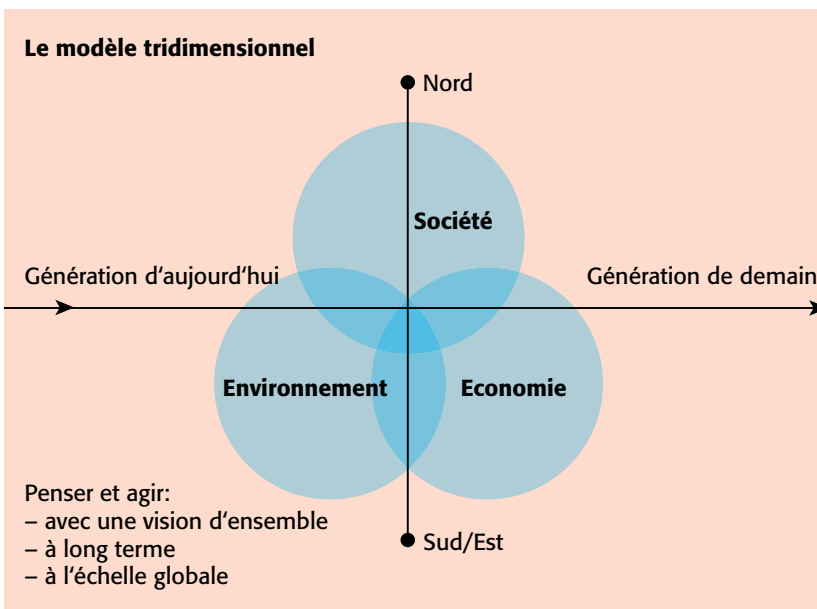 Le modèle tridimensionnel
Nord
Société
Génération d‘aujourd‘hui
Génération de demain
Environnement
Economie
Penser et agir:
– avec une vision d‘ensemble
– à long terme
– à l‘échelle globale
Sud/Est